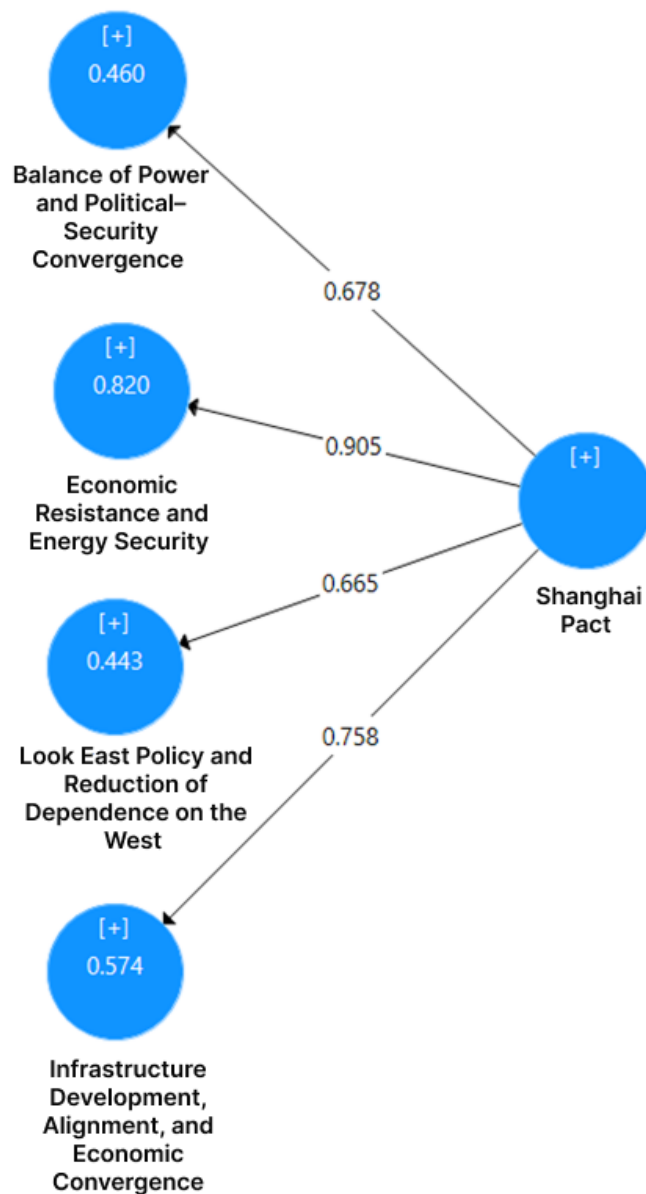 [+]
0.460
Balance of Power
and Political–
Security
Convergence
0.678
[+]
0.820
Economic
Resistance and
Energy Security
0.905
[+]
Shanghai
Pact
[+]
0.443
Look East Policy and
Reduction of
Dependence on the
West
0.665
0.758
[+]
0.574
Infrastructure
Development,
Alignment, and
Economic
Convergence